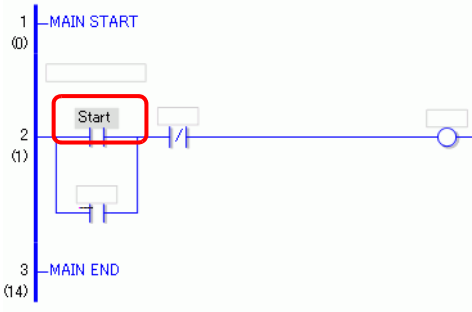 1 MAIN START
(0)
Start
2
(1)
3 MAIN END
(14)